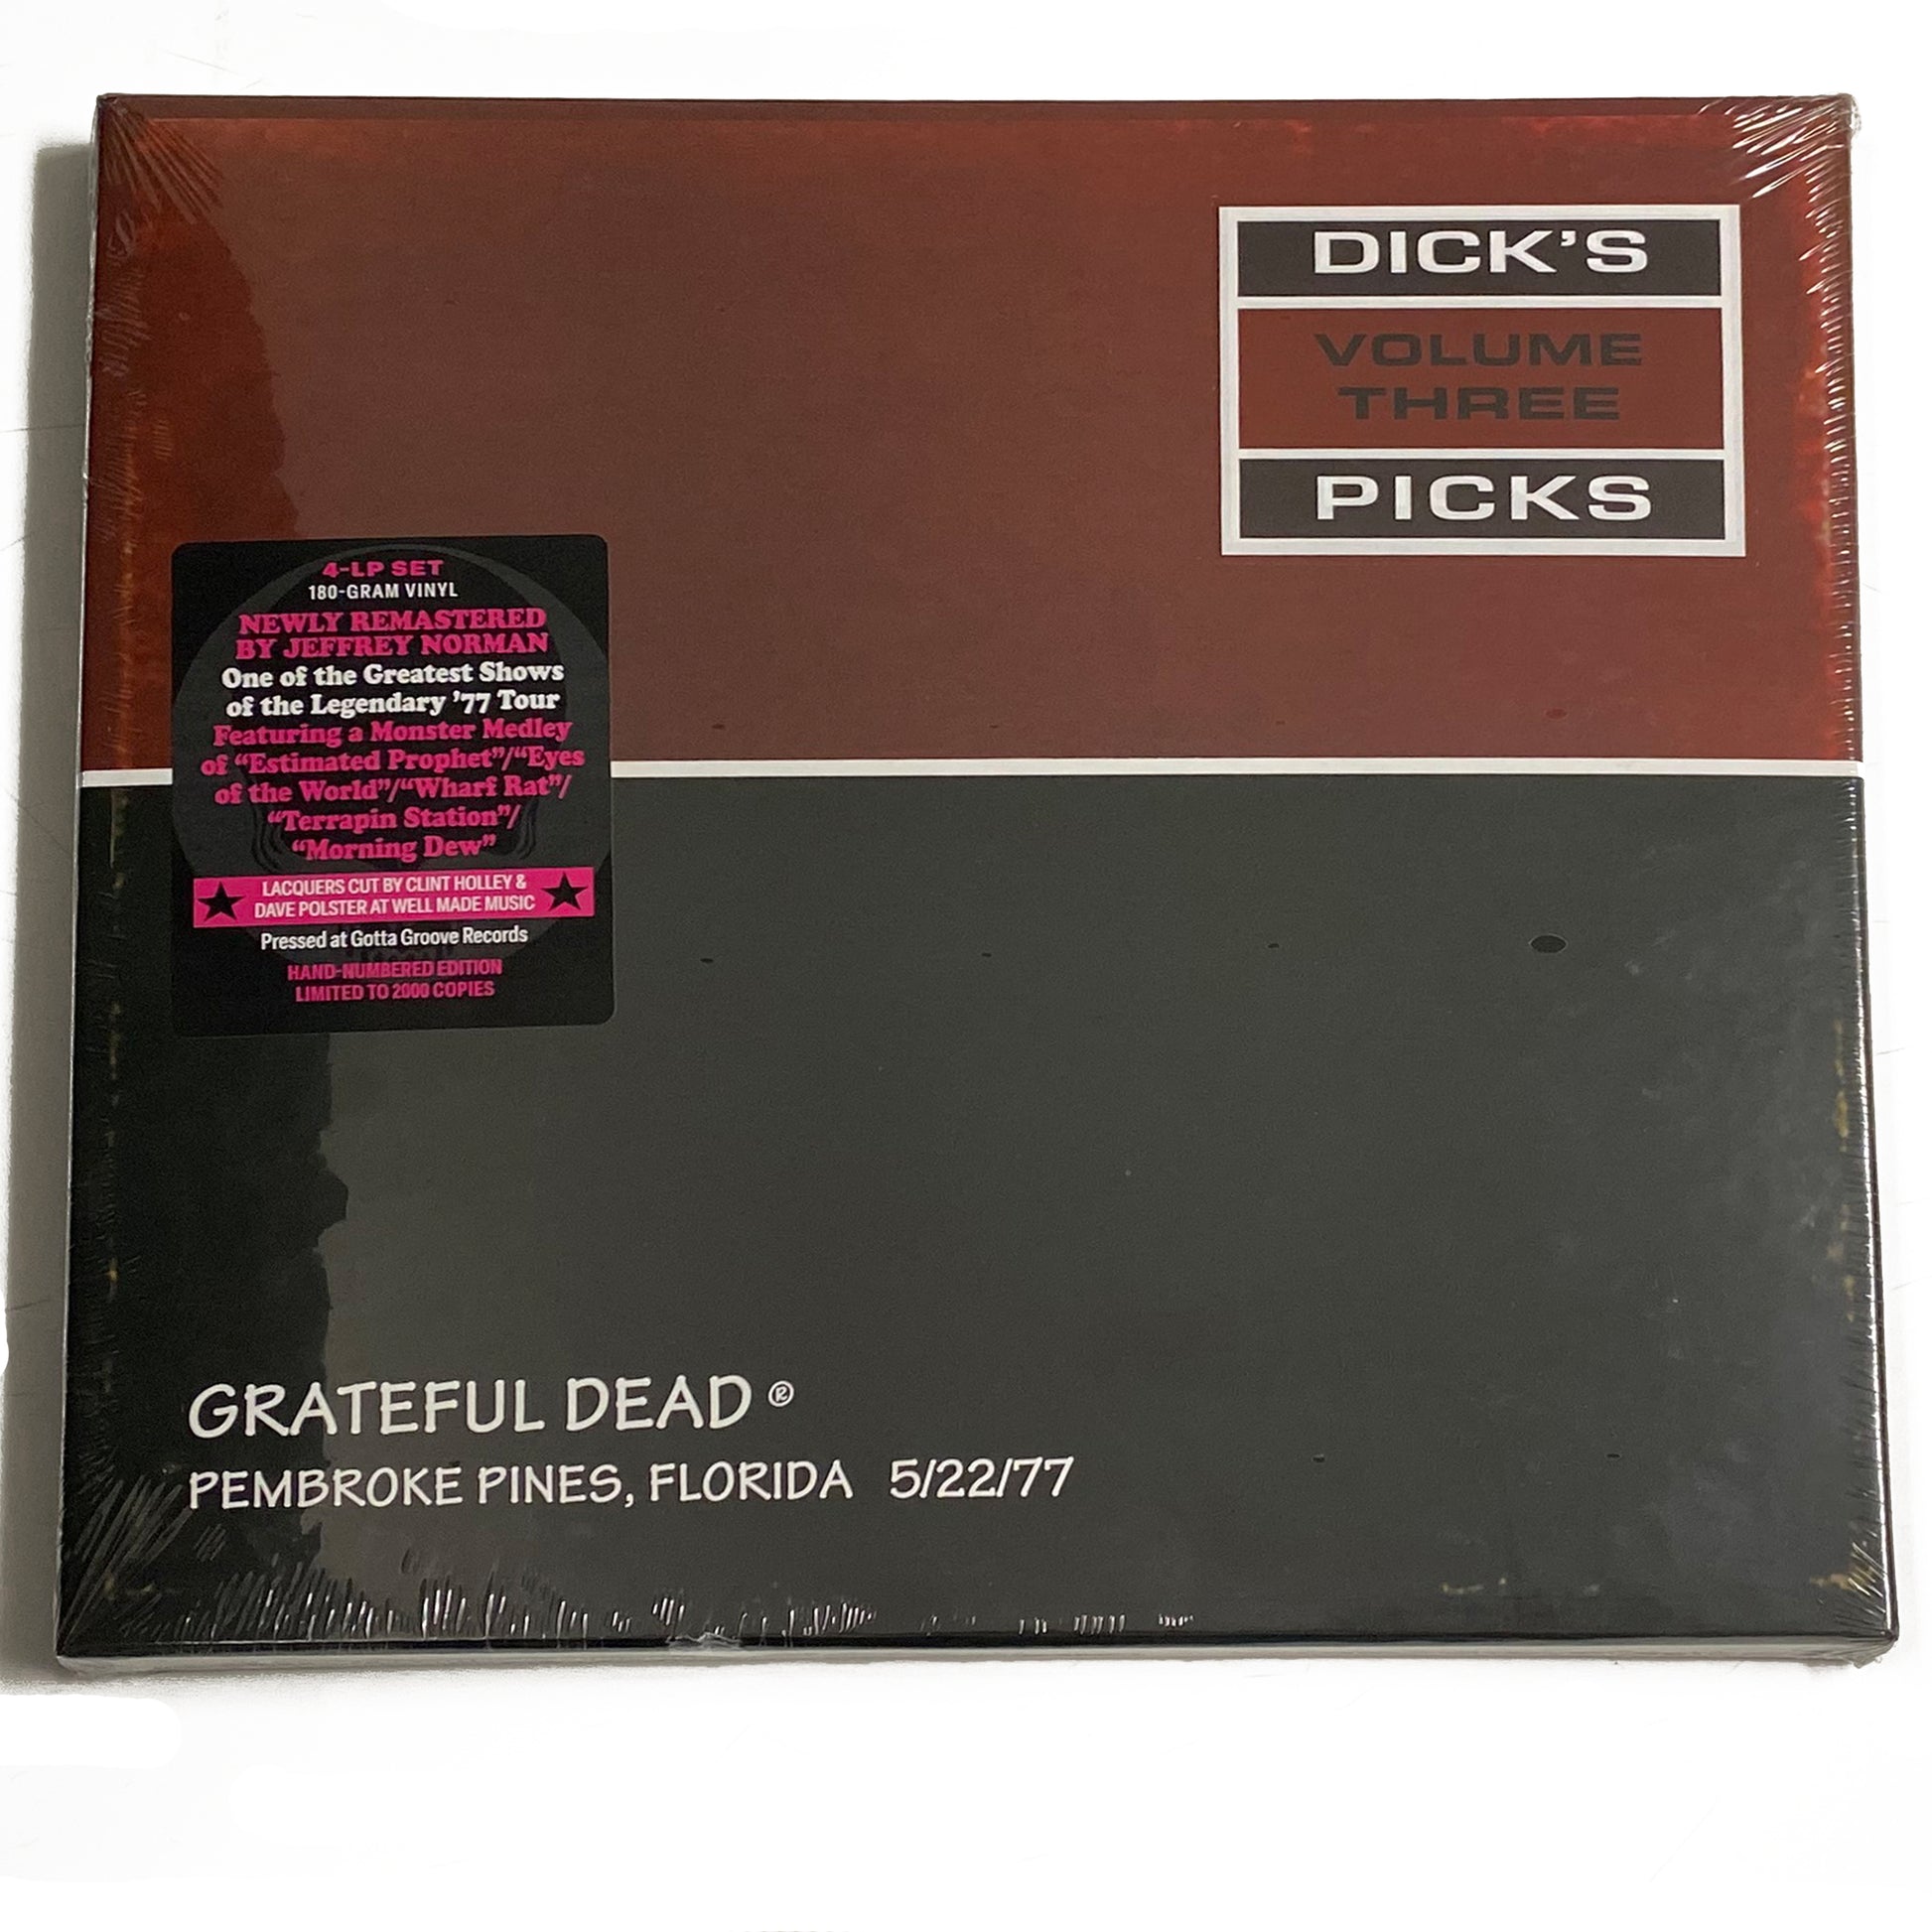 DICK'S
VOLUME
THREE
PICKS
4-LP SET
180-GRAM VINYL
NEWLY REMASTERED
BY JEFFREY NORMAN
One of the Greatest Shows
of the Legendary '77 Tour
Featuring a Monster Medley
of “Estimated Prophet”/“Eyes
of the World”/“Wharf Rat”/
“Terrapin Station”/
“Morning Dew”
LACQUERS CUT BY CLINT HOLLEY &
DAVE POLSTER AT WELL MADE MUSIC
Pressed at Gotta Groove Records
HAND-NUMBERED EDITION
LIMITED TO 2000 COPIES
GRATEFUL DEAD ®
PEMBROKE PINES, FLORIDA 5/22/77